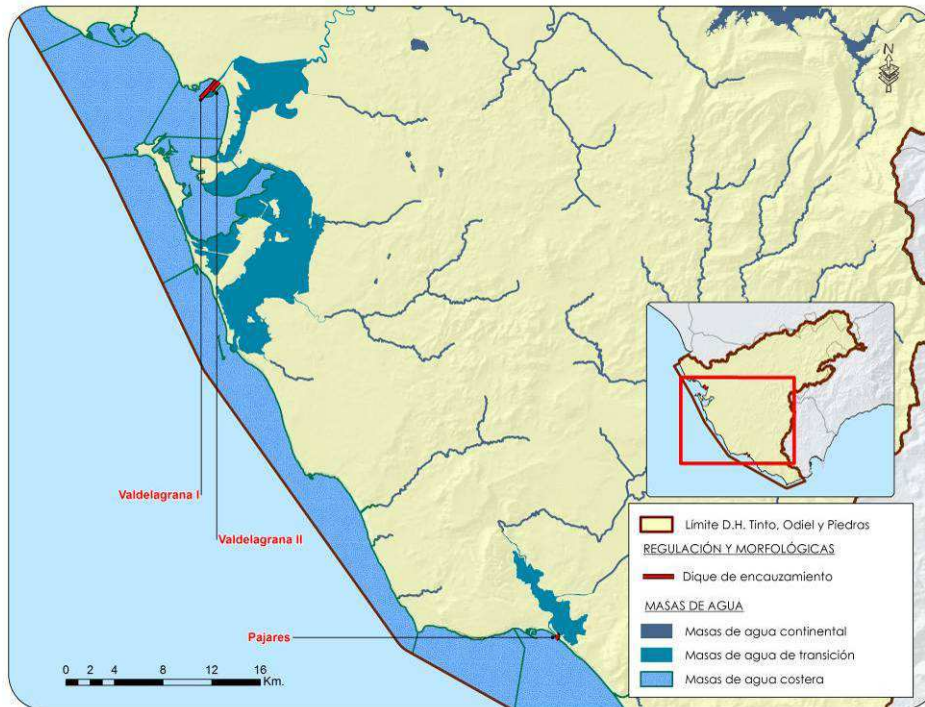 N
Valdelagrana I
Valdelagrana II
Pajares
0 2 4 8 12 16
Km.
Límite D.H. Tinto, Odiel y Piedras
REGULACIÓN Y MORFOLÓGICAS
Dique de encauzamiento
MASAS DE AGUA
Masas de agua continental
Masas de agua de transición
Masas de agua costera